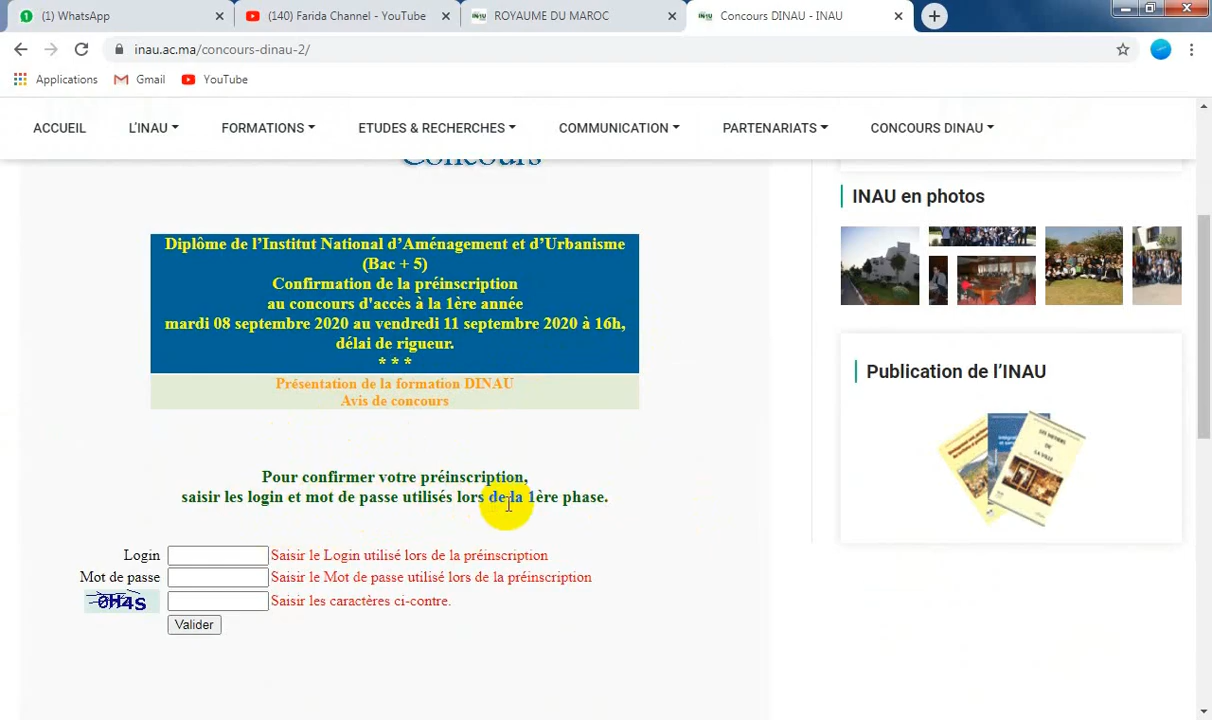 (1) WhatsApp
(140) Farida Channel - YouTube
ROYAUME DU MAROC
Concours DINAU - INAU
inau.ac.ma/concours-dinau-2/
Applications
Gmail
YouTube
ACCUEIL
L'INAU
FORMATIONS
ETUDES & RECHERCHES
COMMUNICATION
PARTENARIATS
CONCOURS DINAU
Concours
Diplôme de l'Institut National d'Aménagement et d'Urbanisme
(Bac + 5)
Confirmation de la préinscription
au concours d'accès à la 1ère année
mardi 08 septembre 2020 au vendredi 11 septembre 2020 à 16h,
délai de rigueur.
* * *
Présentation de la formation DINAU
Avis de concours
Pour confirmer votre préinscription,
saisir les login et mot de passe utilisés lors de la 1ère phase.
Login
Saisir le Login utilisé lors de la préinscription
Mot de passe
Saisir le Mot de passe utilisé lors de la préinscription
0H4S
Saisir les caractères ci-contre.
Valider
INAU en photos
Publication de l'INAU